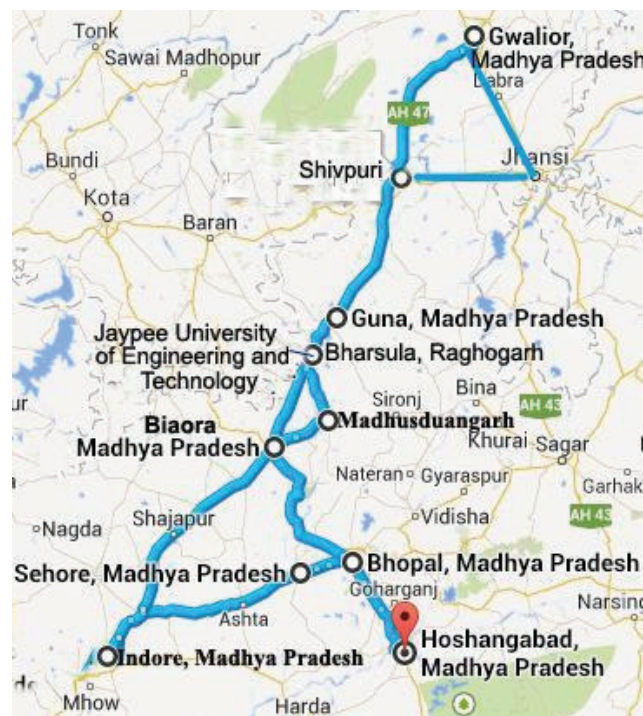 Tonk
Sawai Madhopur
Gwalior,
Madhya Pradesh
Dabra
AH 47
Bundi
Shivpuri
Jhansi
Kota
Baran
Guna, Madhya Pradesh
Jaypee University
of Engineering and
Technology
Bharsula, Raghogarh
Sironj
Bina
AH 43
ur
Biaora
Madhya Pradesh
Madhusduangarh
Khurai
Sagar
Nateran
Gyaraspur
Garhak
Nagda
Shajapur
Vidisha
AH 43
Sehore, Madhya Pradesh
Bhopal, Madhya Pradesh
Goharganj
Ashta
Narsin
Hoshangabad,
Madhya Pradesh
Indore, Madhya Pradesh
Mhow
Harda